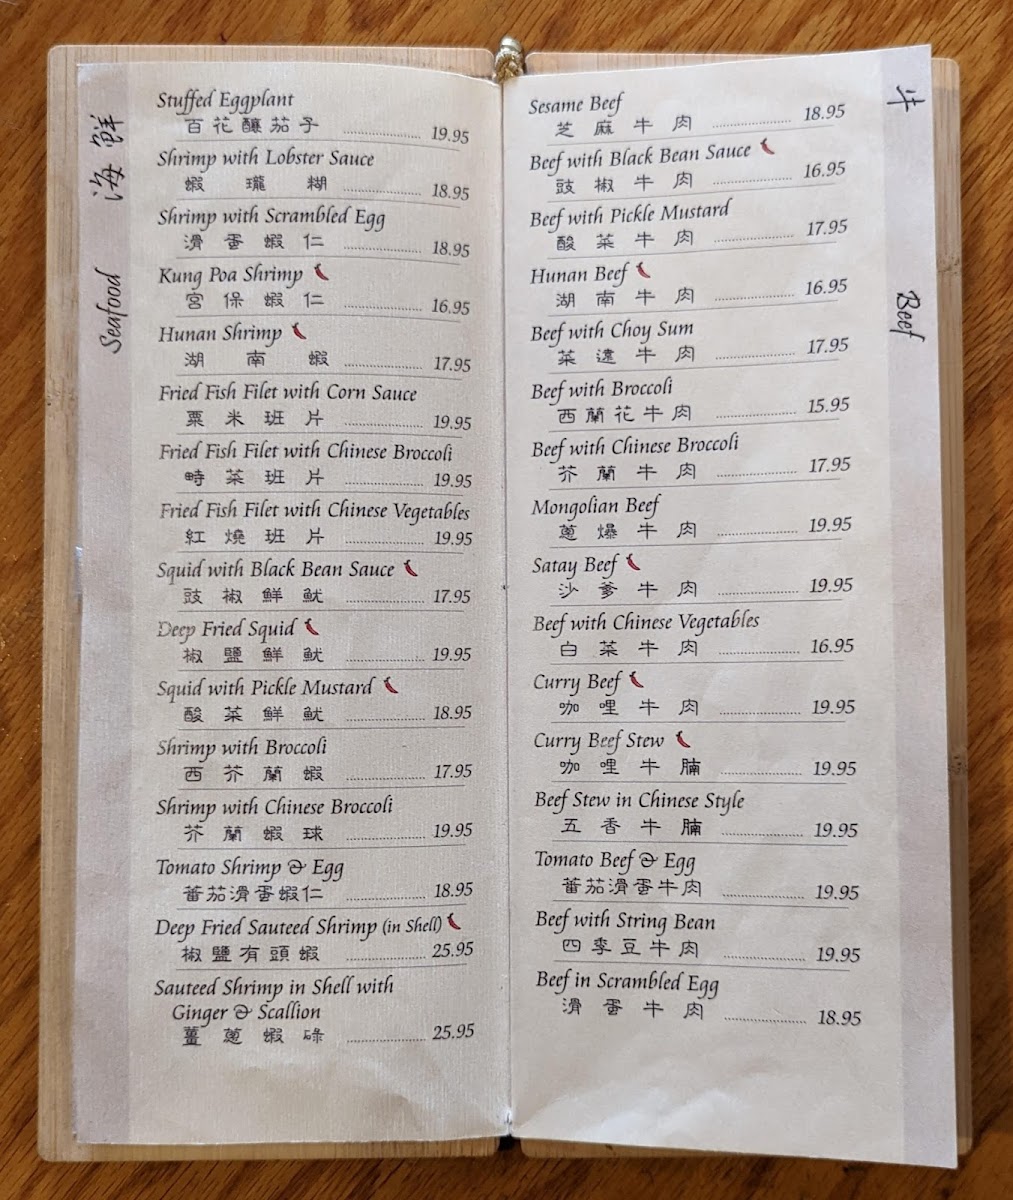 海鮮
Seafood
Stuffed Eggplant
百花釀茄子 19.95
Shrimp with Lobster Sauce
蝦瓏糊 18.95
Shrimp with Scrambled Egg
滑蛋蝦仁 18.95
Kung Poa Shrimp
宮保蝦仁 16.95
Hunan Shrimp
湖南蝦 17.95
Fried Fish Filet with Corn Sauce
粟米班片 19.95
Fried Fish Filet with Chinese Broccoli
時菜班片 19.95
Fried Fish Filet with Chinese Vegetables
紅燒班片 19.95
Squid with Black Bean Sauce
豉椒鮮魷 17.95
Deep Fried Squid
椒鹽鮮魷 19.95
Squid with Pickle Mustard
酸菜鮮魷 18.95
Shrimp with Broccoli
西芥蘭蝦 17.95
Shrimp with Chinese Broccoli
芥蘭蝦球 19.95
Tomato Shrimp & Egg
蕃茄滑蛋蝦仁 18.95
Deep Fried Sauteed Shrimp (in Shell)
椒鹽有頭蝦 25.95
Sauteed Shrimp in Shell with
Ginger & Scallion
薑蔥蝦碌 25.95
牛
Beef
Sesame Beef
芝麻牛肉 18.95
Beef with Black Bean Sauce
豉椒牛肉 16.95
Beef with Pickle Mustard
酸菜牛肉 17.95
Hunan Beef
湖南牛肉 16.95
Beef with Choy Sum
菜遠牛肉 17.95
Beef with Broccoli
西蘭花牛肉 15.95
Beef with Chinese Broccoli
芥蘭牛肉 17.95
Mongolian Beef
蔥爆牛肉 19.95
Satay Beef
沙爹牛肉 19.95
Beef with Chinese Vegetables
白菜牛肉 16.95
Curry Beef
咖哩牛肉 19.95
Curry Beef Stew
咖哩牛腩 19.95
Beef Stew in Chinese Style
五香牛腩 19.95
Tomato Beef & Egg
蕃茄滑蛋牛肉 19.95
Beef with String Bean
四季豆牛肉 19.95
Beef in Scrambled Egg
滑蛋牛肉 18.95